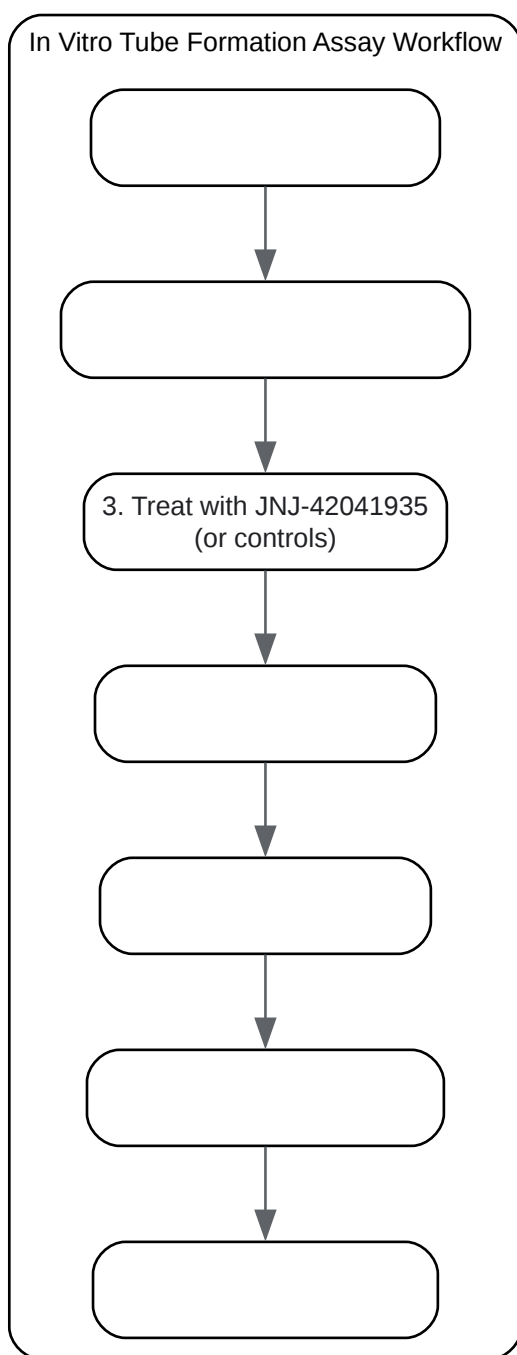 In Vitro Tube Formation Assay Workflow
3. Treat with JNJ-42041935
(or controls)